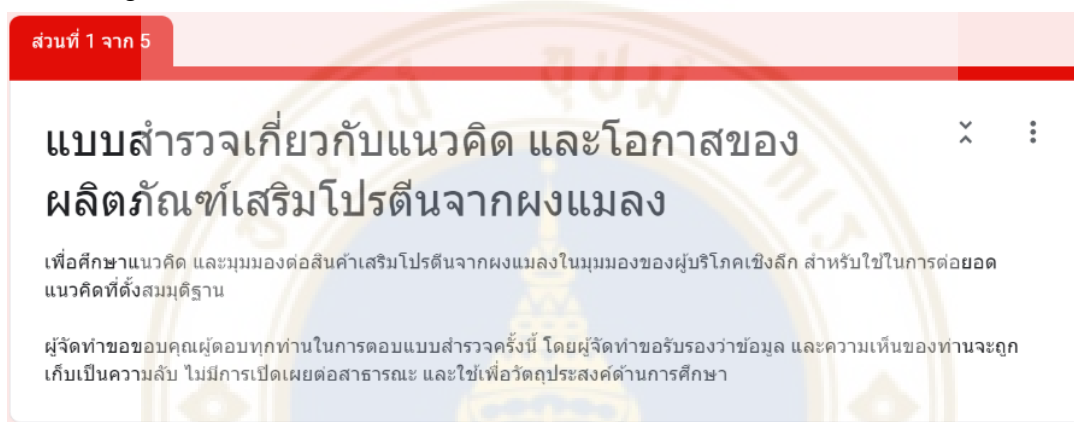 ส่วนที่ 1 จาก 5
แบบสำรวจเกี่ยวกับแนวคิด และโอกาสของ
ผลิตภัณฑ์เสริมโปรตีนจากผงแมลง
เพื่อศึกษาแนวคิด และมุมมองต่อสินค้าเสริมโปรตีนจากผงแมลงในมุมมองของผู้บริโภคเชิงลึก สำหรับใช้ในการต่อยอด
แนวคิดที่ตั้งสมมุติฐาน
ผู้จัดทำขอขอบคุณผู้ตอบทุกท่านในการตอบแบบสำรวจครั้งนี้ โดยผู้จัดทำขอรับรองว่าข้อมูล และความเห็นของท่านจะถูก
เก็บเป็นความลับ ไม่มีการเปิดเผยต่อสาธารณะ และใช้เพื่อวัตถุประสงค์ด้านการศึกษา